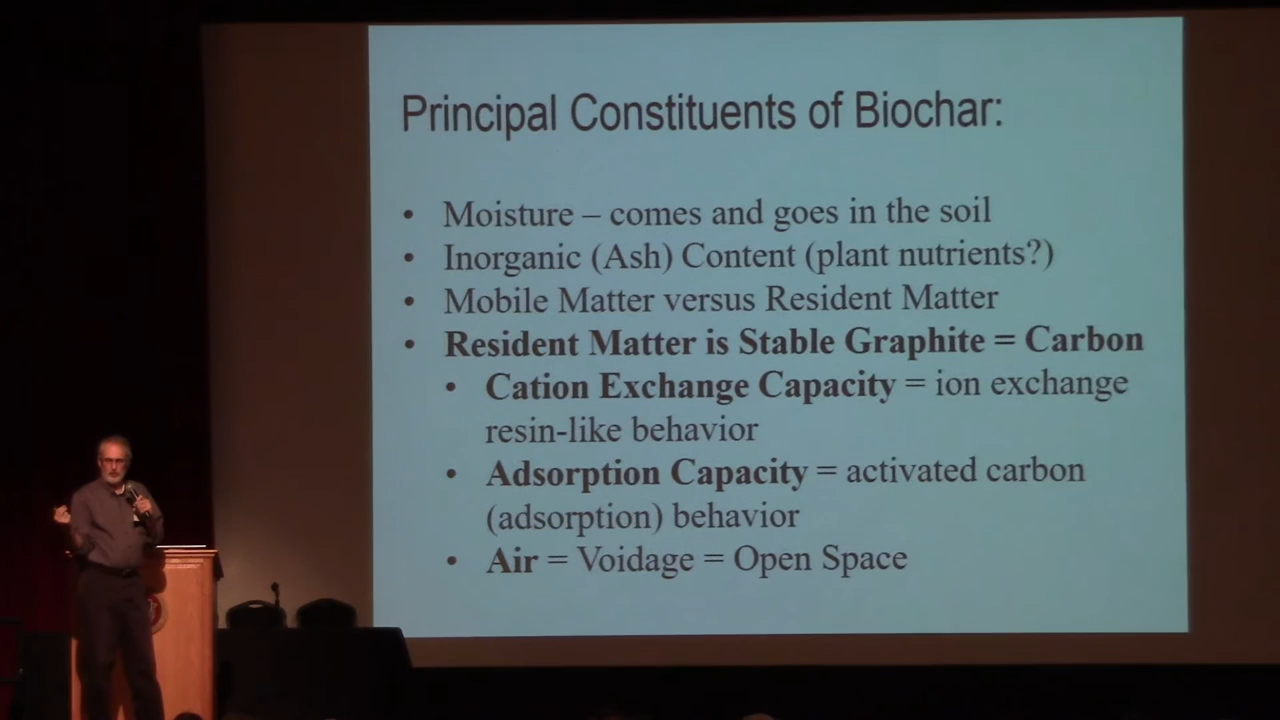 Principal Constituents of Biochar:
• Moisture – comes and goes in the soil
• Inorganic (Ash) Content (plant nutrients?)
• Mobile Matter versus Resident Matter
• Resident Matter is Stable Graphite = Carbon
• Cation Exchange Capacity = ion exchange
resin-like behavior
• Adsorption Capacity = activated carbon
(adsorption) behavior
• Air = Voidage = Open Space